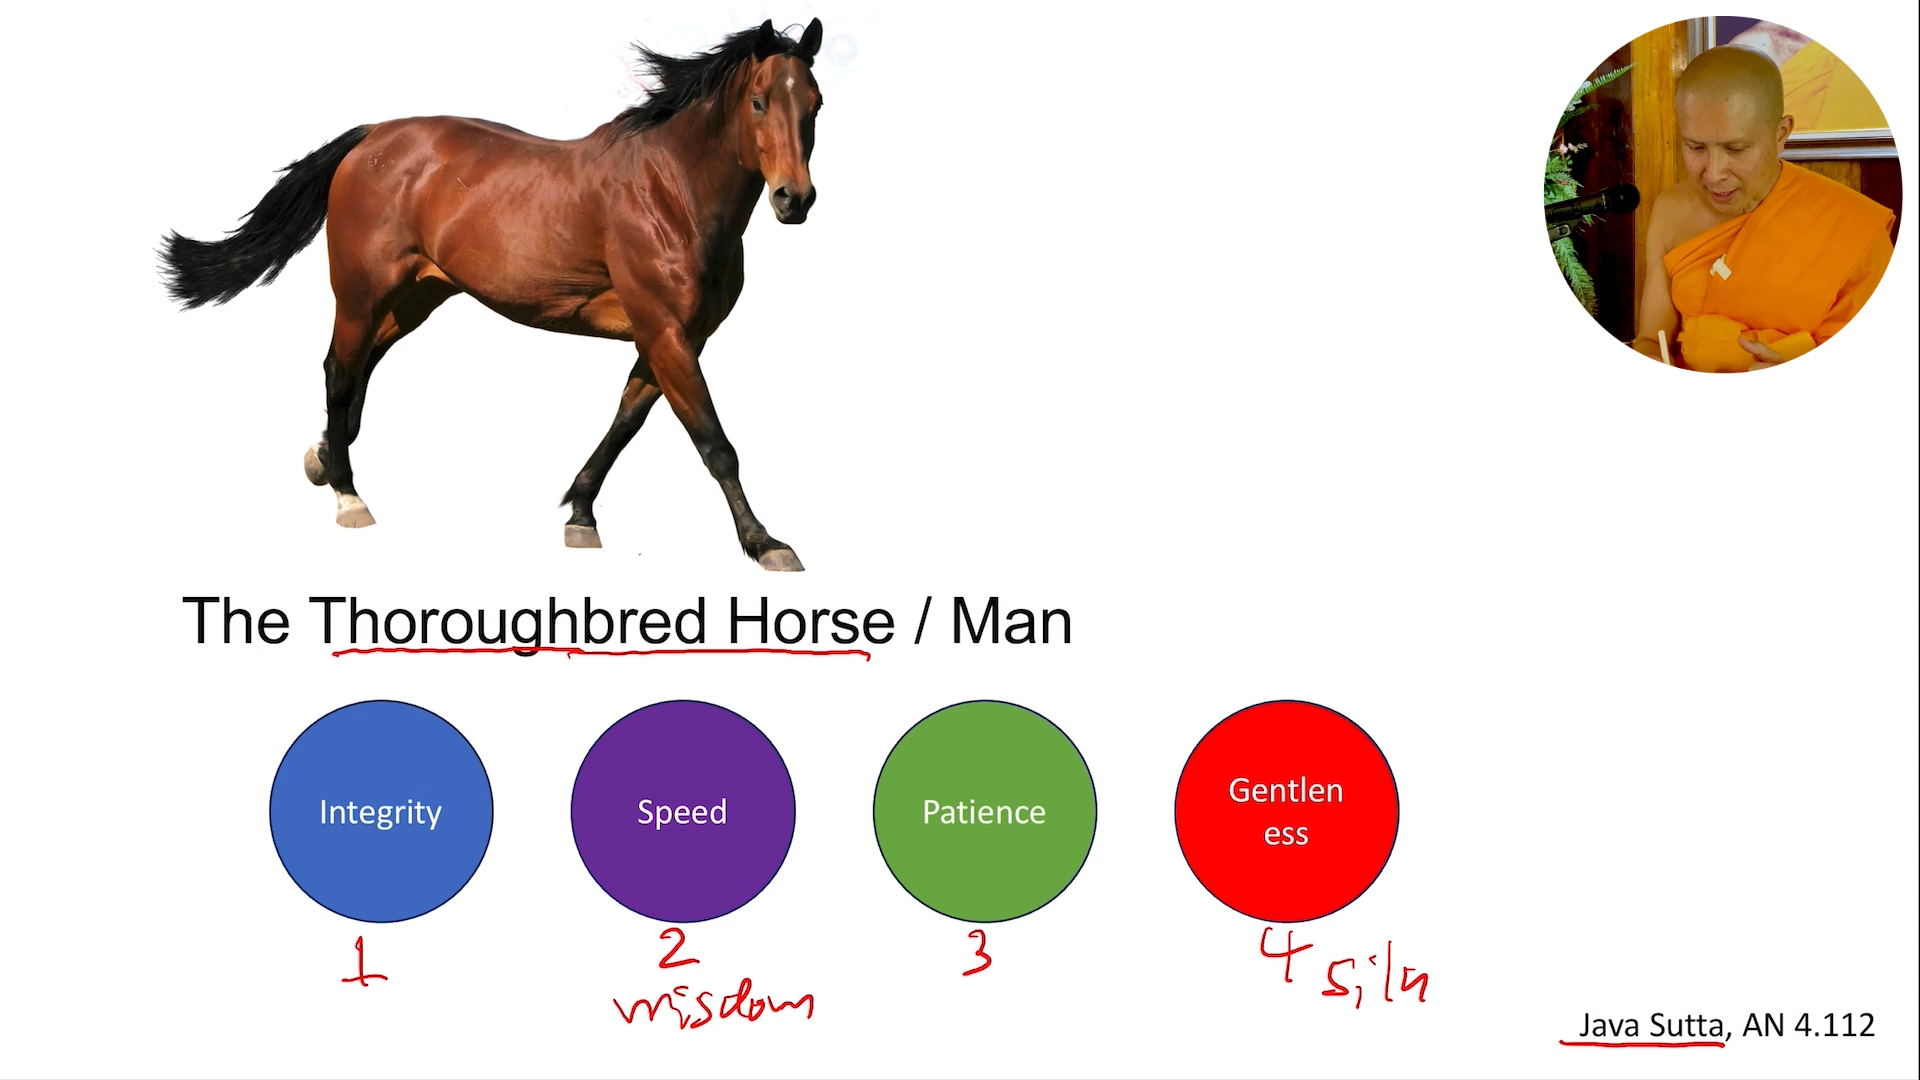 The Thoroughbred Horse / Man
Integrity
Speed
Patience
Gentlen
ess
1
2
3
4
wisdom
sila
Java Sutta, AN 4.112